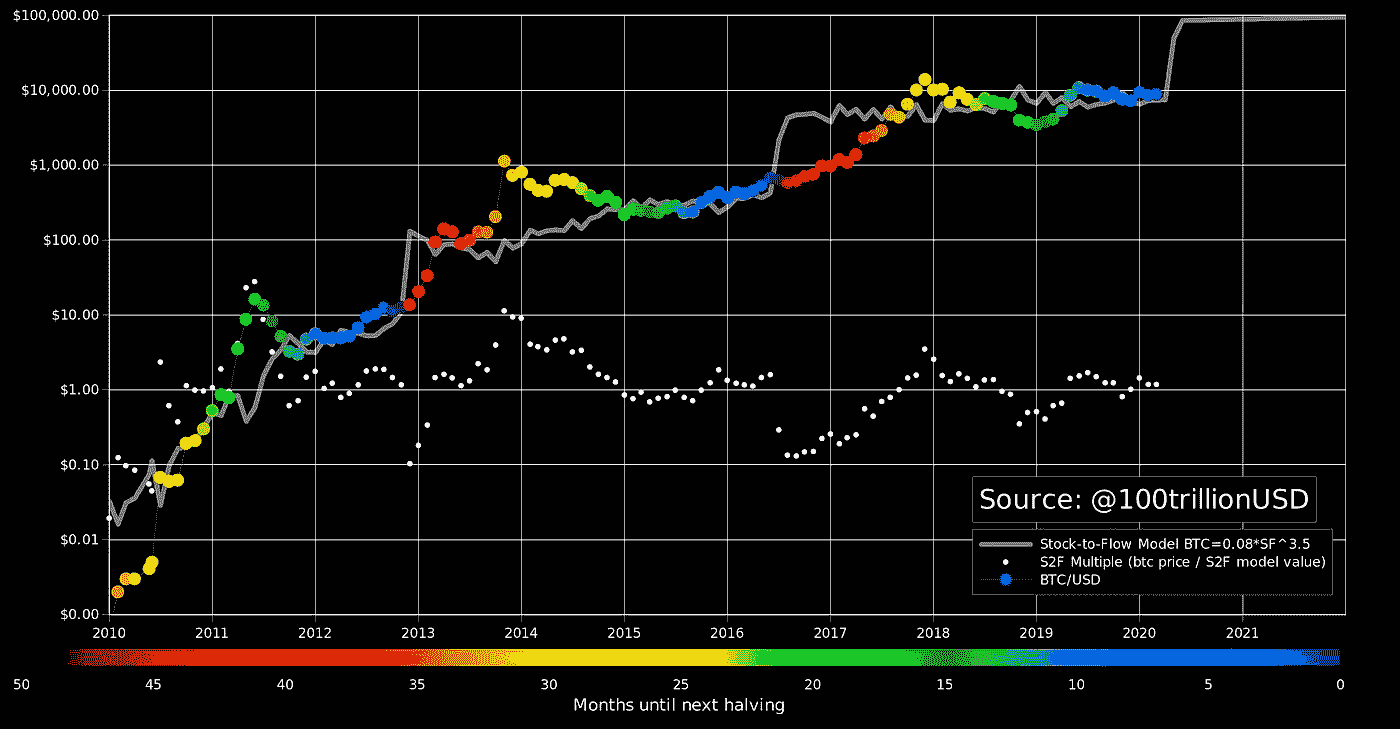 $100,000.00
$10,000.00
$1,000.00
$100.00
$10.00
$1.00
$0.10
$0.01
$0.00
2010 2011 2012 2013 2014 2015 2016 2017 2018 2019 2020 2021
Source: @100trillionUSD
Stock-to-Flow Model BTC=0.08*SF^3.5
S2F Multiple (btc price / S2F model value)
BTC/USD
50 45 40 35 30 25 20 15 10 5 0
Months until next halving